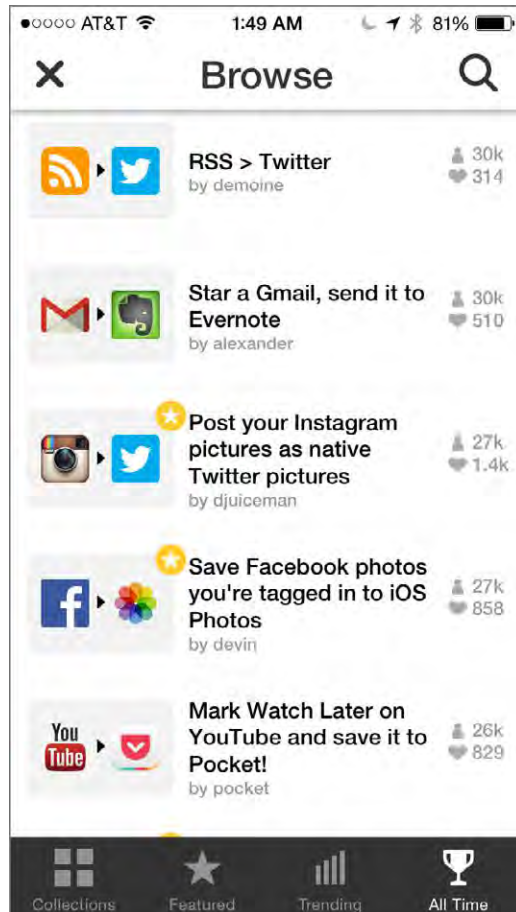 AT&T 1:49 AM 81%
Browse
RSS > Twitter
by demoine
30k
314
Star a Gmail, send it to
Evernote
by alexander
30k
510
Post your Instagram
pictures as native
Twitter pictures
by djuiceman
27k
1.4k
Save Facebook photos
you're tagged in to iOS
Photos
by devin
27k
858
You
Tube
Mark Watch Later on
YouTube and save it to
Pocket!
by pocket
26k
829
Collections Featured Trending All Time